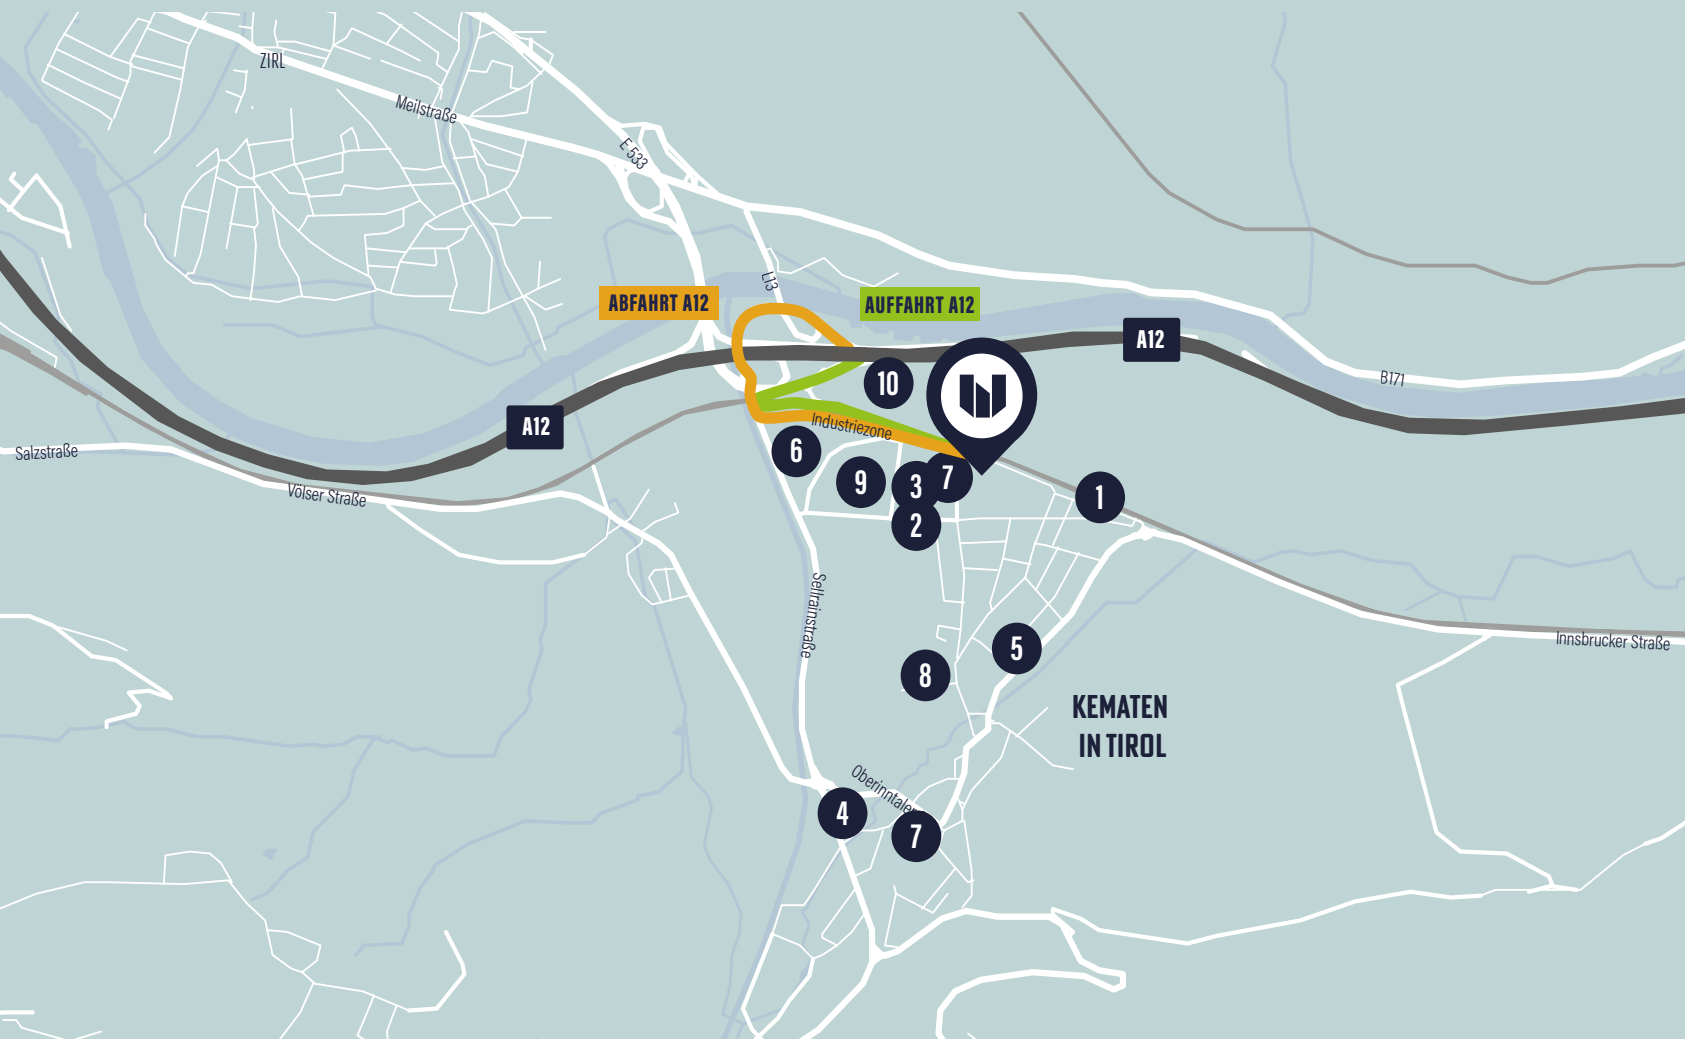 ZIRL
Meilstraße
E 533
L13
ABFAHRT A12
AUFFAHRT A12
A12
B171
10
A12
Industriezone
Salzstraße
6
9
3
7
1
2
Völser Straße
Sellrainstraße
5
Innsbrucker Straße
8
KEMATEN
IN TIROL
Oberinntaler
4
7